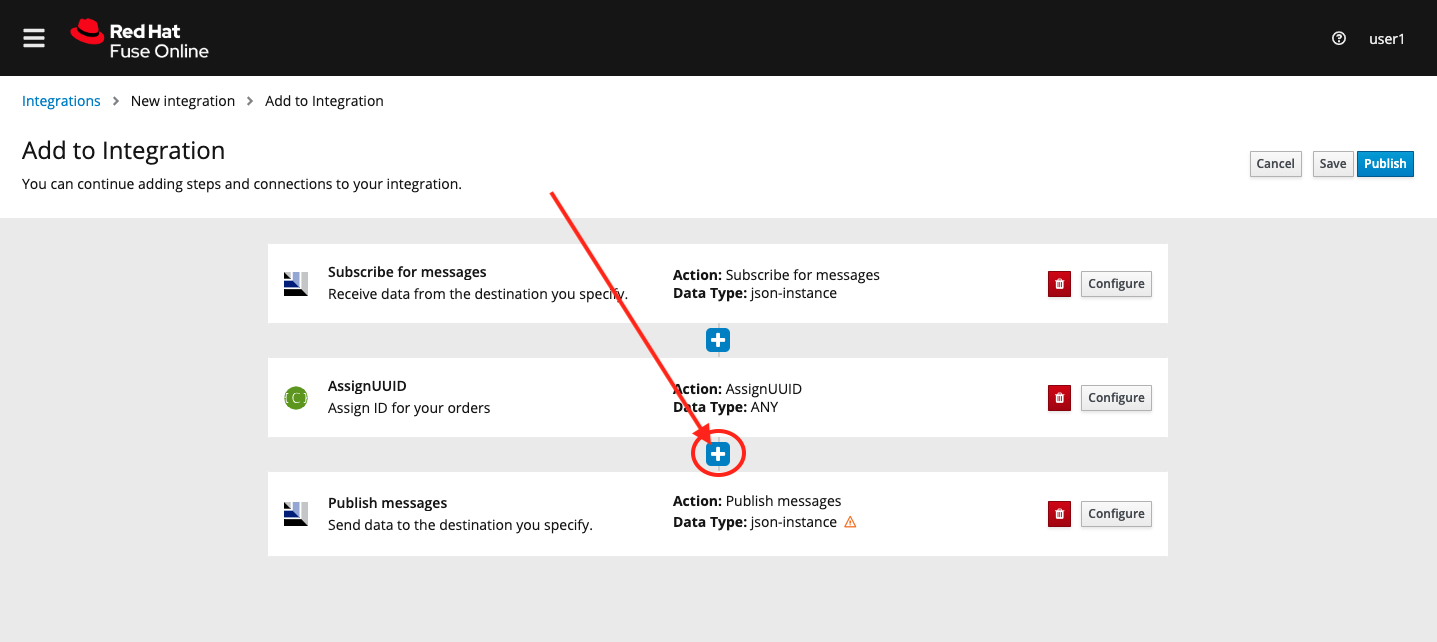 Red Hat
Fuse Online
user1
Integrations > New integration > Add to Integration
Add to Integration
Cancel Save Publish
You can continue adding steps and connections to your integration.
Subscribe for messages
Receive data from the destination you specify.
Action: Subscribe for messages
Data Type: json-instance
Configure
AssignUUID
Assign ID for your orders
Action: AssignUUID
Data Type: ANY
Configure
Publish messages
Send data to the destination you specify.
Action: Publish messages
Data Type: json-instance
Configure